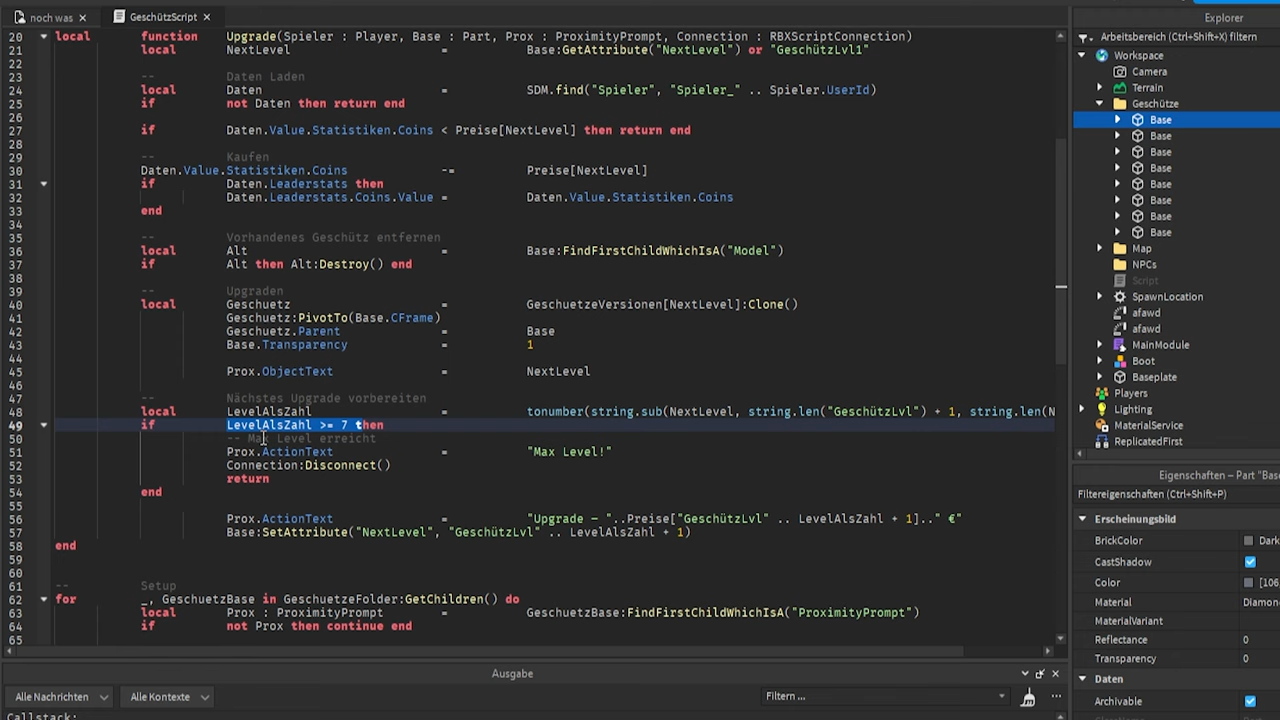 noch was
GeschützScript
20 local function Upgrade(Spieler : Player, Base : Part, Prox : ProximityPrompt, Connection : RBXScriptConnection)
21 local NextLevel = Base:GetAttribute("NextLevel") or "GeschützLvl1"
22
23 -- Daten Laden
24 local Daten = SDM.find("Spieler", "Spieler_" .. Spieler.UserId)
25 if not Daten then return end
26
27 if Daten.Value.Statistiken.Coins < Preise[NextLevel] then return end
28
29 -- Kaufen
30 Daten.Value.Statistiken.Coins -= Preise[NextLevel]
31 if Daten.Leaderstats then
32 Daten.Leaderstats.Coins.Value = Daten.Value.Statistiken.Coins
33 end
34
35 -- Vorhandenes Geschütz entfernen
36 local Alt = Base:FindFirstChildWhichIsA("Model")
37 if Alt then Alt:Destroy() end
38
39 -- Upgraden
40 local Geschuetz = GeschuetzeVersionen[NextLevel]:Clone()
41 Geschuetz:PivotTo(Base.CFrame)
42 Geschuetz.Parent = Base
43 Base.Transparency = 1
44
45 Prox.ObjectText = NextLevel
46
47 -- Nächstes Upgrade vorbereiten
48 local LevelAlsZahl = tonumber(string.sub(NextLevel, string.len("GeschützLvl") + 1, string.len(N
49 if LevelAlsZahl >= 7 then
50 -- Max Level erreicht
51 Prox.ActionText = "Max Level!"
52 Connection:Disconnect()
53 return
54 end
55
56 Prox.ActionText = "Upgrade – "..Preise["GeschützLvl" .. LevelAlsZahl + 1].." €"
57 Base:SetAttribute("NextLevel", "GeschützLvl" .. LevelAlsZahl + 1)
58 end
59
60
61 -- Setup
62 for _, GeschuetzBase in GeschuetzeFolder:GetChildren() do
63 local Prox : ProximityPrompt = GeschuetzBase:FindFirstChildWhichIsA("ProximityPrompt")
64 if not Prox then continue end
65
Ausgabe
Alle Nachrichten
Alle Kontexte
Filtern ...
Callstack:
Explorer
Arbeitsbereich (Ctrl+Shift+X) filtern
Workspace
Camera
Terrain
Geschütze
Base
Base
Base
Base
Base
Base
Base
Base
Map
NPCs
Script
SpawnLocation
afawd
afawd
MainModule
Boot
Baseplate
Players
Lighting
MaterialService
ReplicatedFirst
Eigenschaften – Part "Bas
Filtereigenschaften (Ctrl+Shift+P)
Erscheinungsbild
BrickColor Dark
CastShadow
Color [106
Material Diamon
MaterialVariant
Reflectance 0
Transparency 0
Daten
Archivable